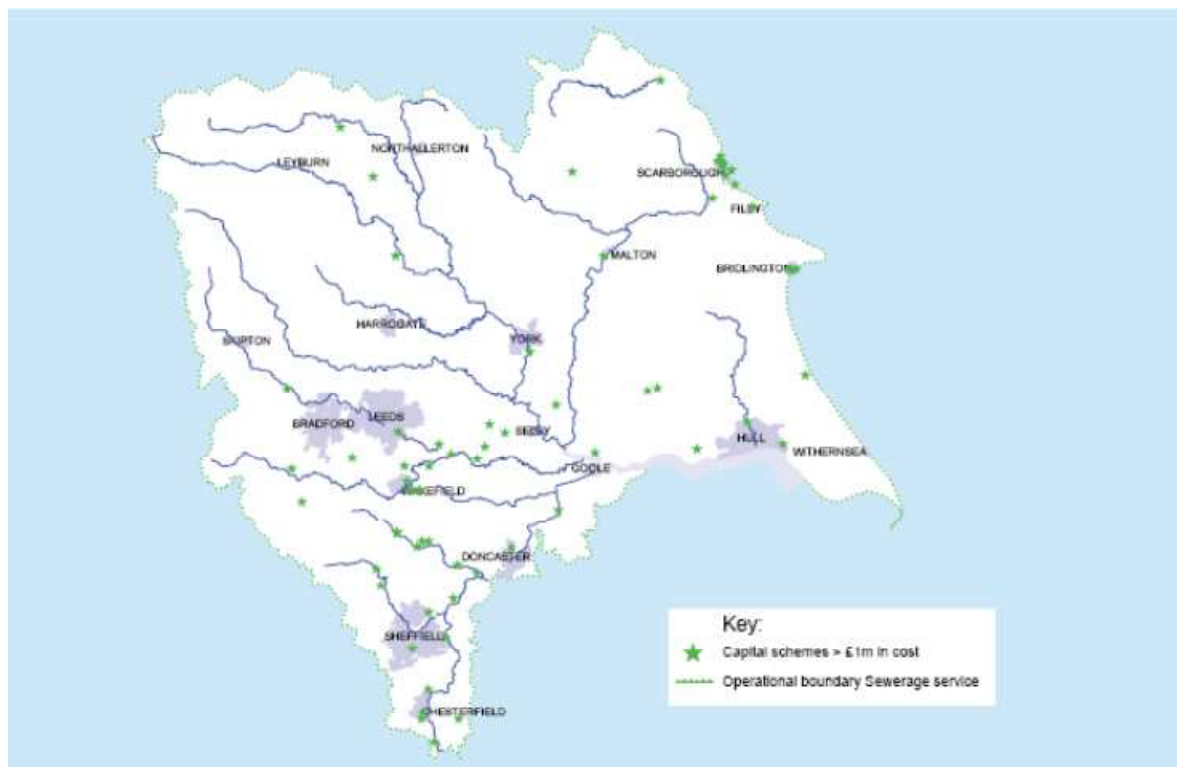 NORTHALLERTON
LEYBURN
SCARBOROUGH
FILEY
MALTON
BRIDLINGTON
HARROGATE
YORK
SKIPTON
LEEDS
BRADFORD
SELBY
HULL
WITHERNSEA
GOOLE
WAKEFIELD
DONCASTER
SHEFFIELD
CHESTERFIELD
Key:
Capital schemes > £1m in cost
Operational boundary Sewerage service